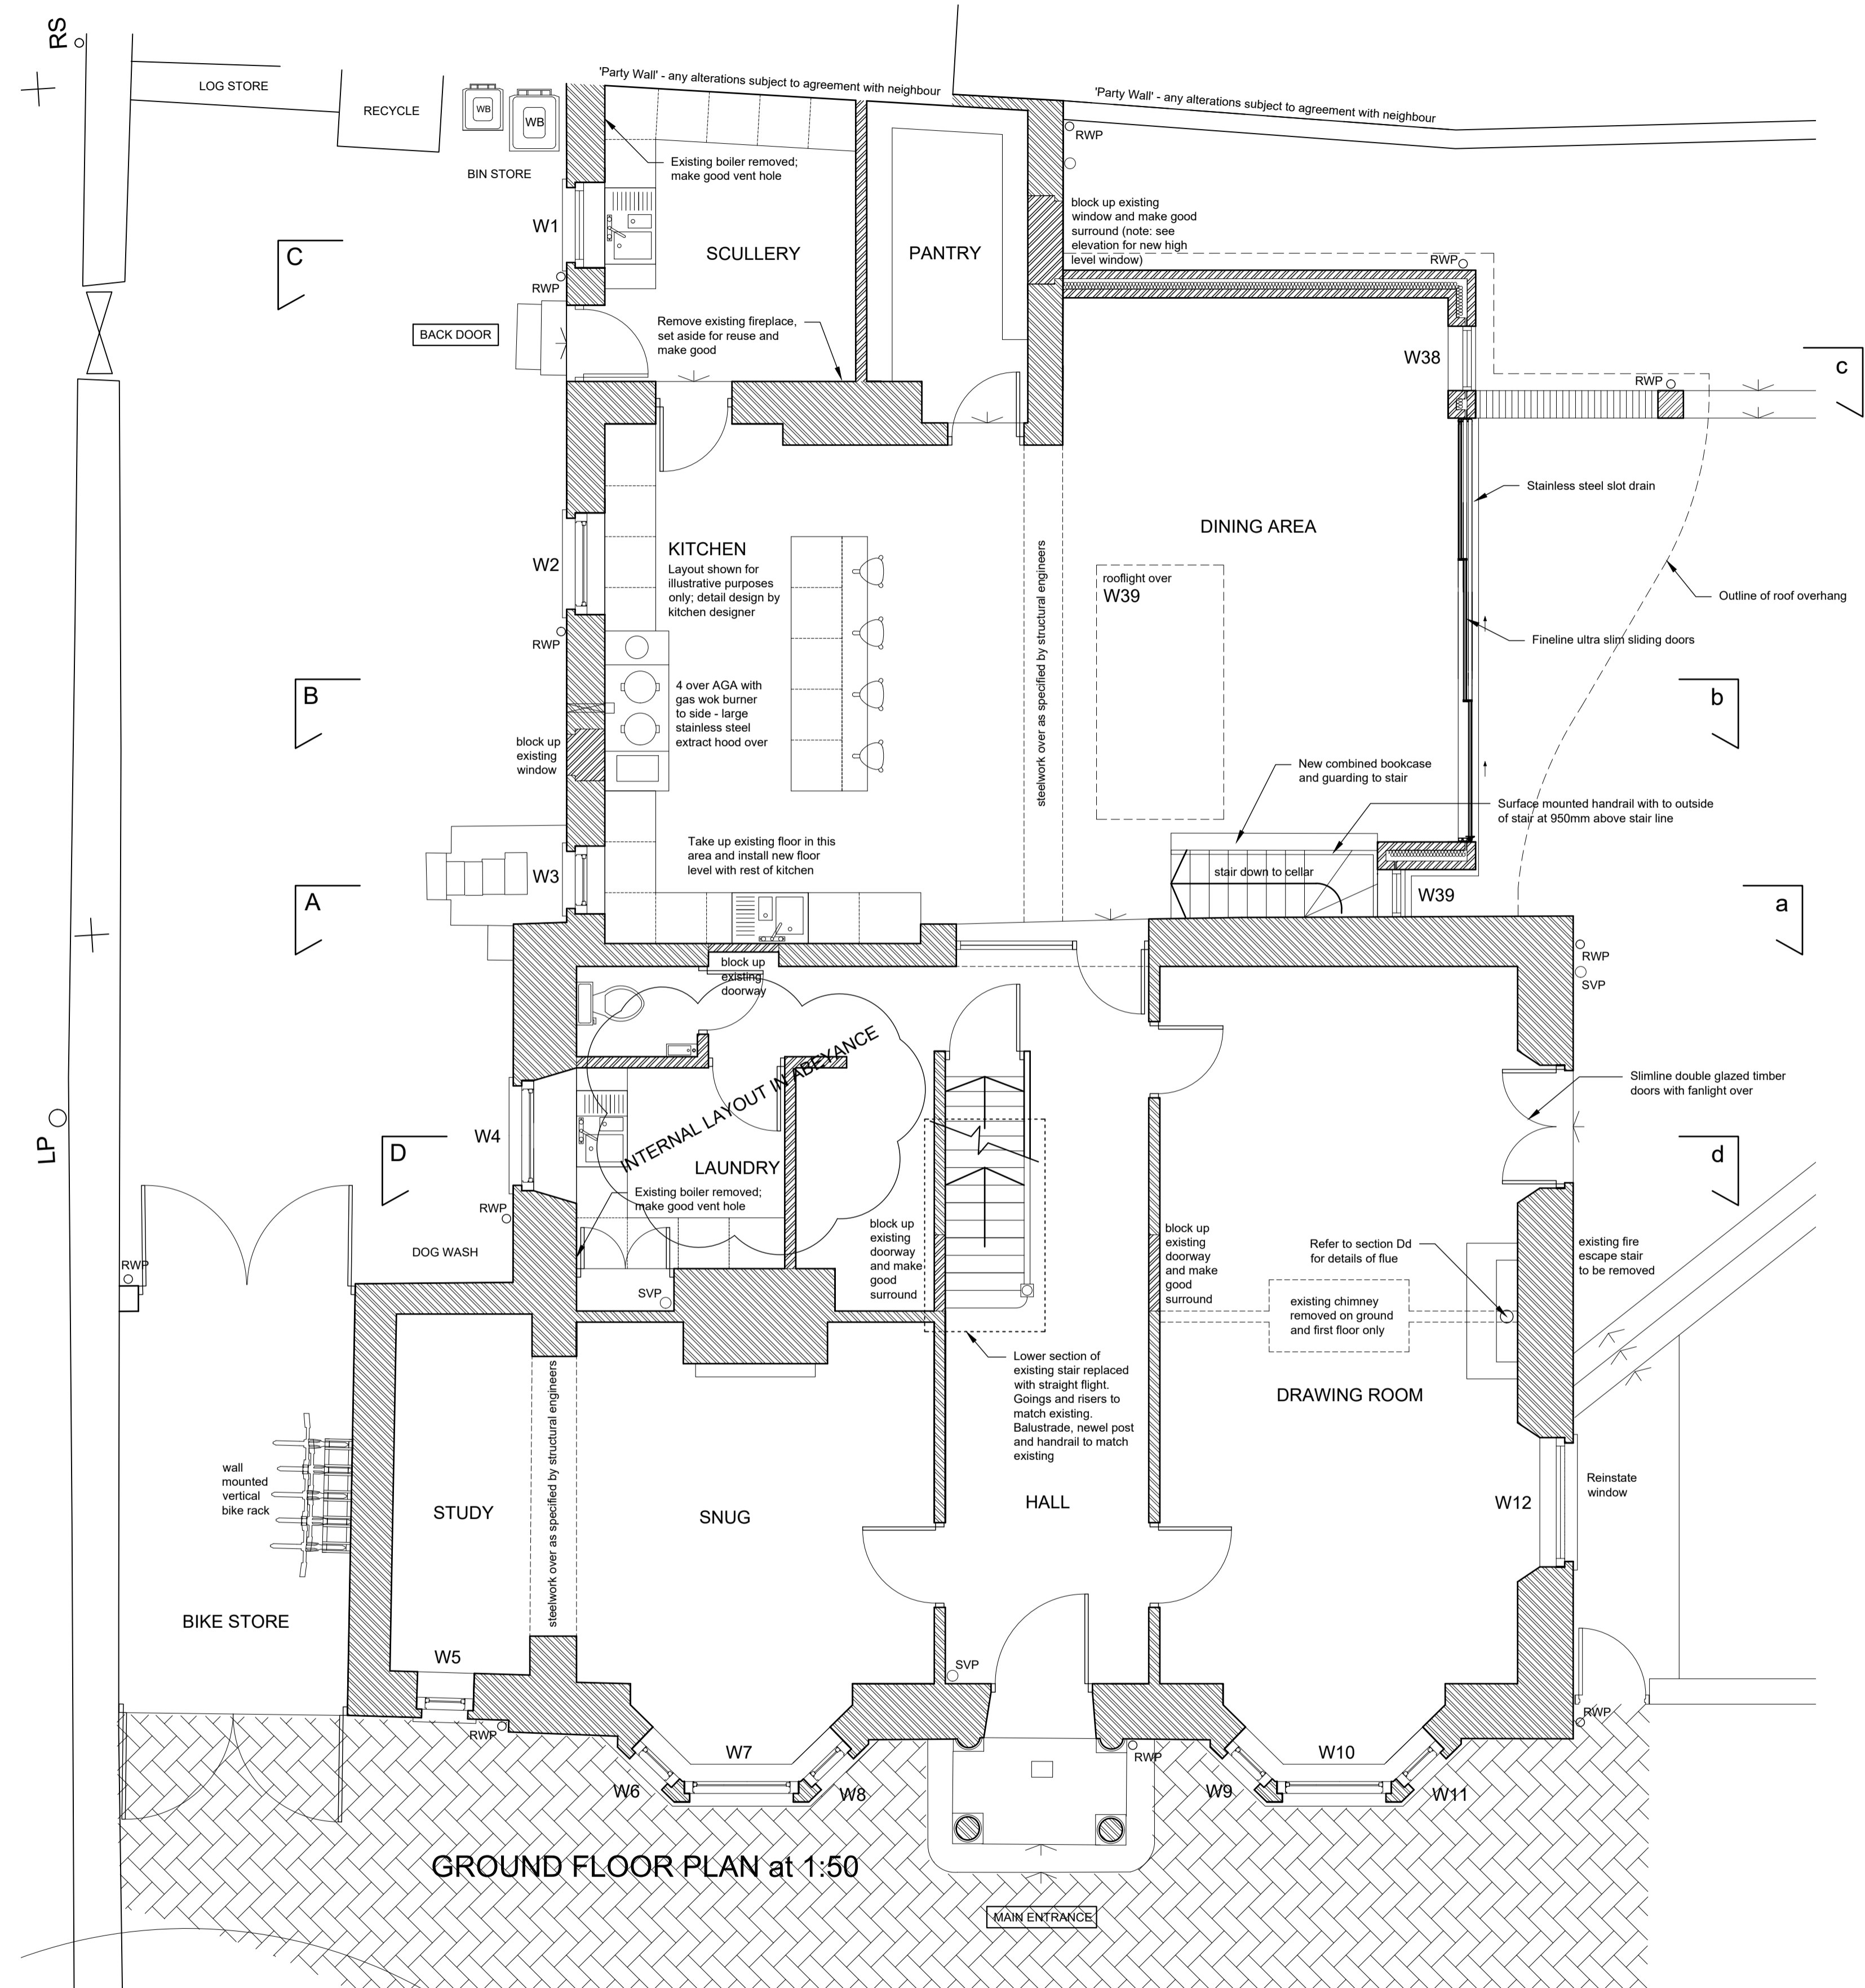 RS
LOG STORE
RECYCLE
WB
WB
BIN STORE
'Party Wall' - any alterations subject to agreement with neighbour
'Party Wall' - any alterations subject to agreement with neighbour
RWP
Existing boiler removed;
make good vent hole
W1
SCULLERY
PANTRY
block up existing
window and make good
surround (note: see
elevation for new high
level window)
C
RWP
RWP
BACK DOOR
Remove existing fireplace,
set aside for reuse and
make good
W38
c
RWP
Stainless steel slot drain
DINING AREA
KITCHEN
Layout shown for
illustrative purposes
only; detail design by
kitchen designer
W2
steelwork over as specified by structural engineers
rooflight over
W39
Outline of roof overhang
Fineline ultra slim sliding doors
RWP
B
b
4 over AGA with
gas wok burner
to side - large
stainless steel
extract hood over
block up
existing
window
New combined bookcase
and guarding to stair
Surface mounted handrail with to outside
of stair at 950mm above stair line
Take up existing floor in this
area and install new floor
level with rest of kitchen
W3
stair down to cellar
W39
A
a
block up
existing
doorway
RWP
SVP
INTERNAL LAYOUT IN ABEYANCE
Slimline double glazed timber
doors with fanlight over
LP
W4
D
d
LAUNDRY
Existing boiler removed;
make good vent hole
RWP
DOG WASH
RWP
SVP
block up
existing
doorway
and make
good
surround
block up
existing
doorway
and make
good
surround
Refer to section Dd
for details of flue
existing fire
escape stair
to be removed
existing chimney
removed on ground
and first floor only
Lower section of
existing stair replaced
with straight flight.
Goings and risers to
match existing.
Balustrade, newel post
and handrail to match
existing
DRAWING ROOM
steelwork over as specified by structural engineers
wall
mounted
vertical
bike rack
STUDY
SNUG
HALL
W12
Reinstate
window
BIKE STORE
W5
SVP
RWP
RWP
RWP
W7
W10
W6
W8
W9
W11
GROUND FLOOR PLAN at 1:50
MAIN ENTRANCE